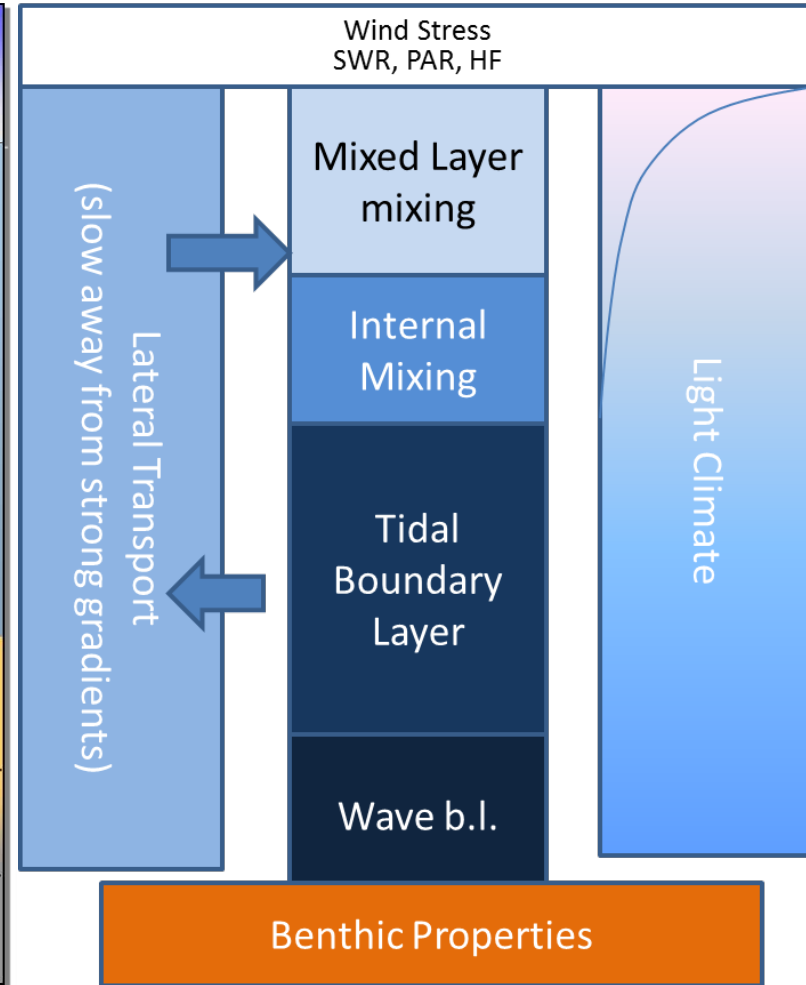 Wind Stress
SWR, PAR, HF
Lateral Transport
(slow away from strong gradients)
Mixed Layer
mixing
Internal
Mixing
Tidal
Boundary
Layer
Wave b.l.
Light Climate
Benthic Properties